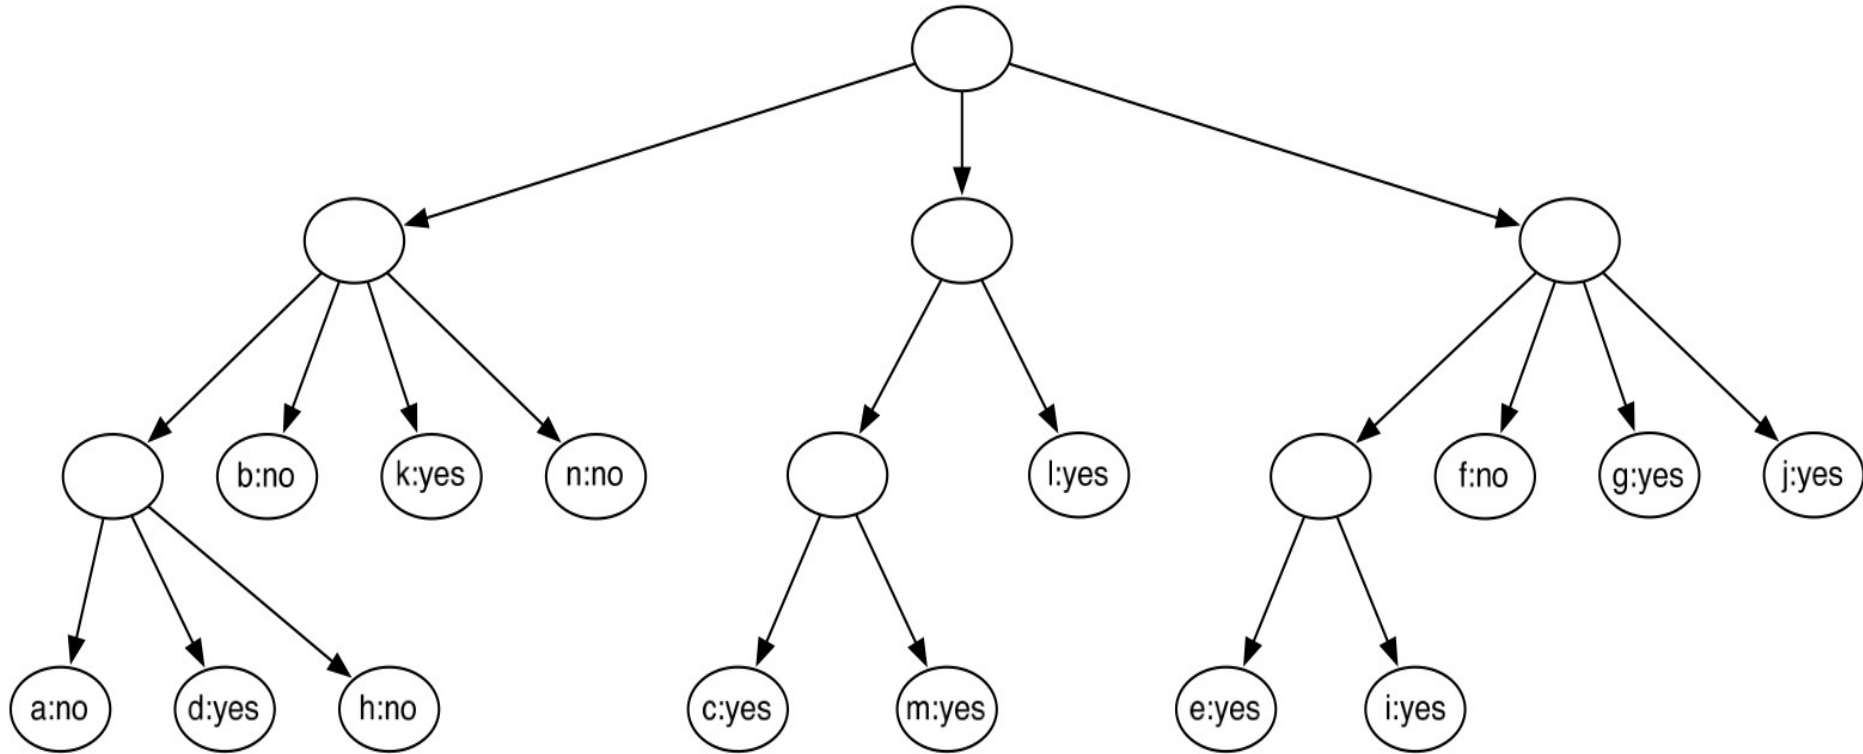 b:no
k:yes
n:no
l:yes
f:no
g:yes
j:yes
a:no
d:yes
h:no
c:yes
m:yes
e:yes
i:yes